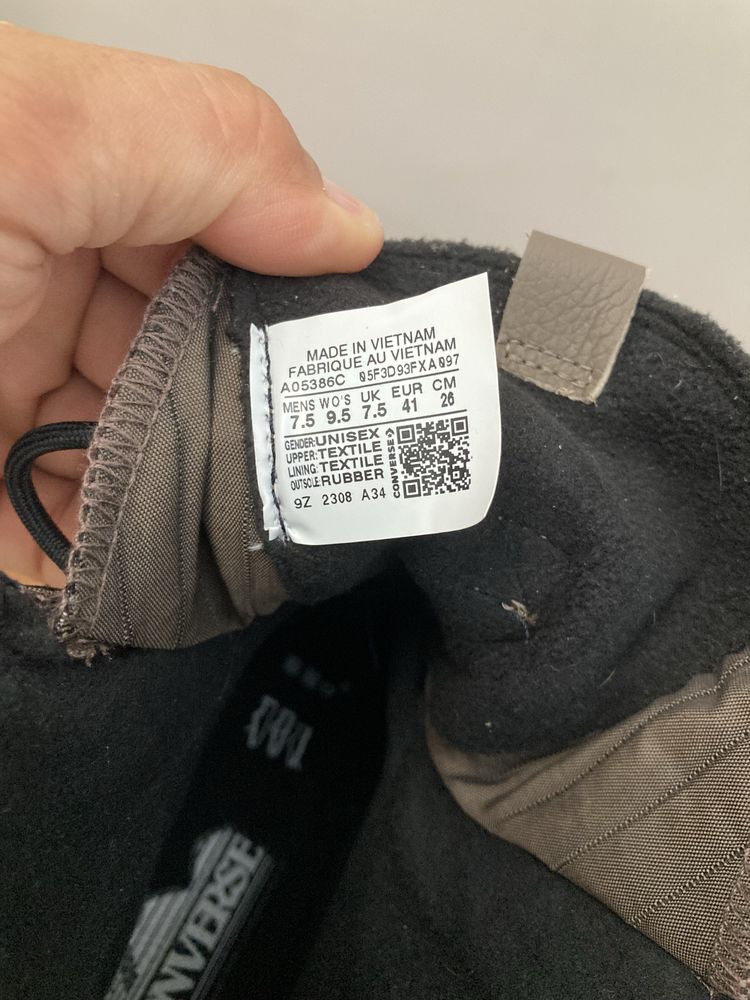 MADE IN VIETNAM
FABRIQUE AU VIETNAM
A05386C 05F3D93FXA097
MENS WO'S UK EUR CM
7.5 9.5 7.5 41 26
GENDER:UNISEX
UPPER:TEXTILE
LINING:TEXTILE
OUTSOLE:RUBBER
CONVERSE
9Z 2308 A34
NVERSE